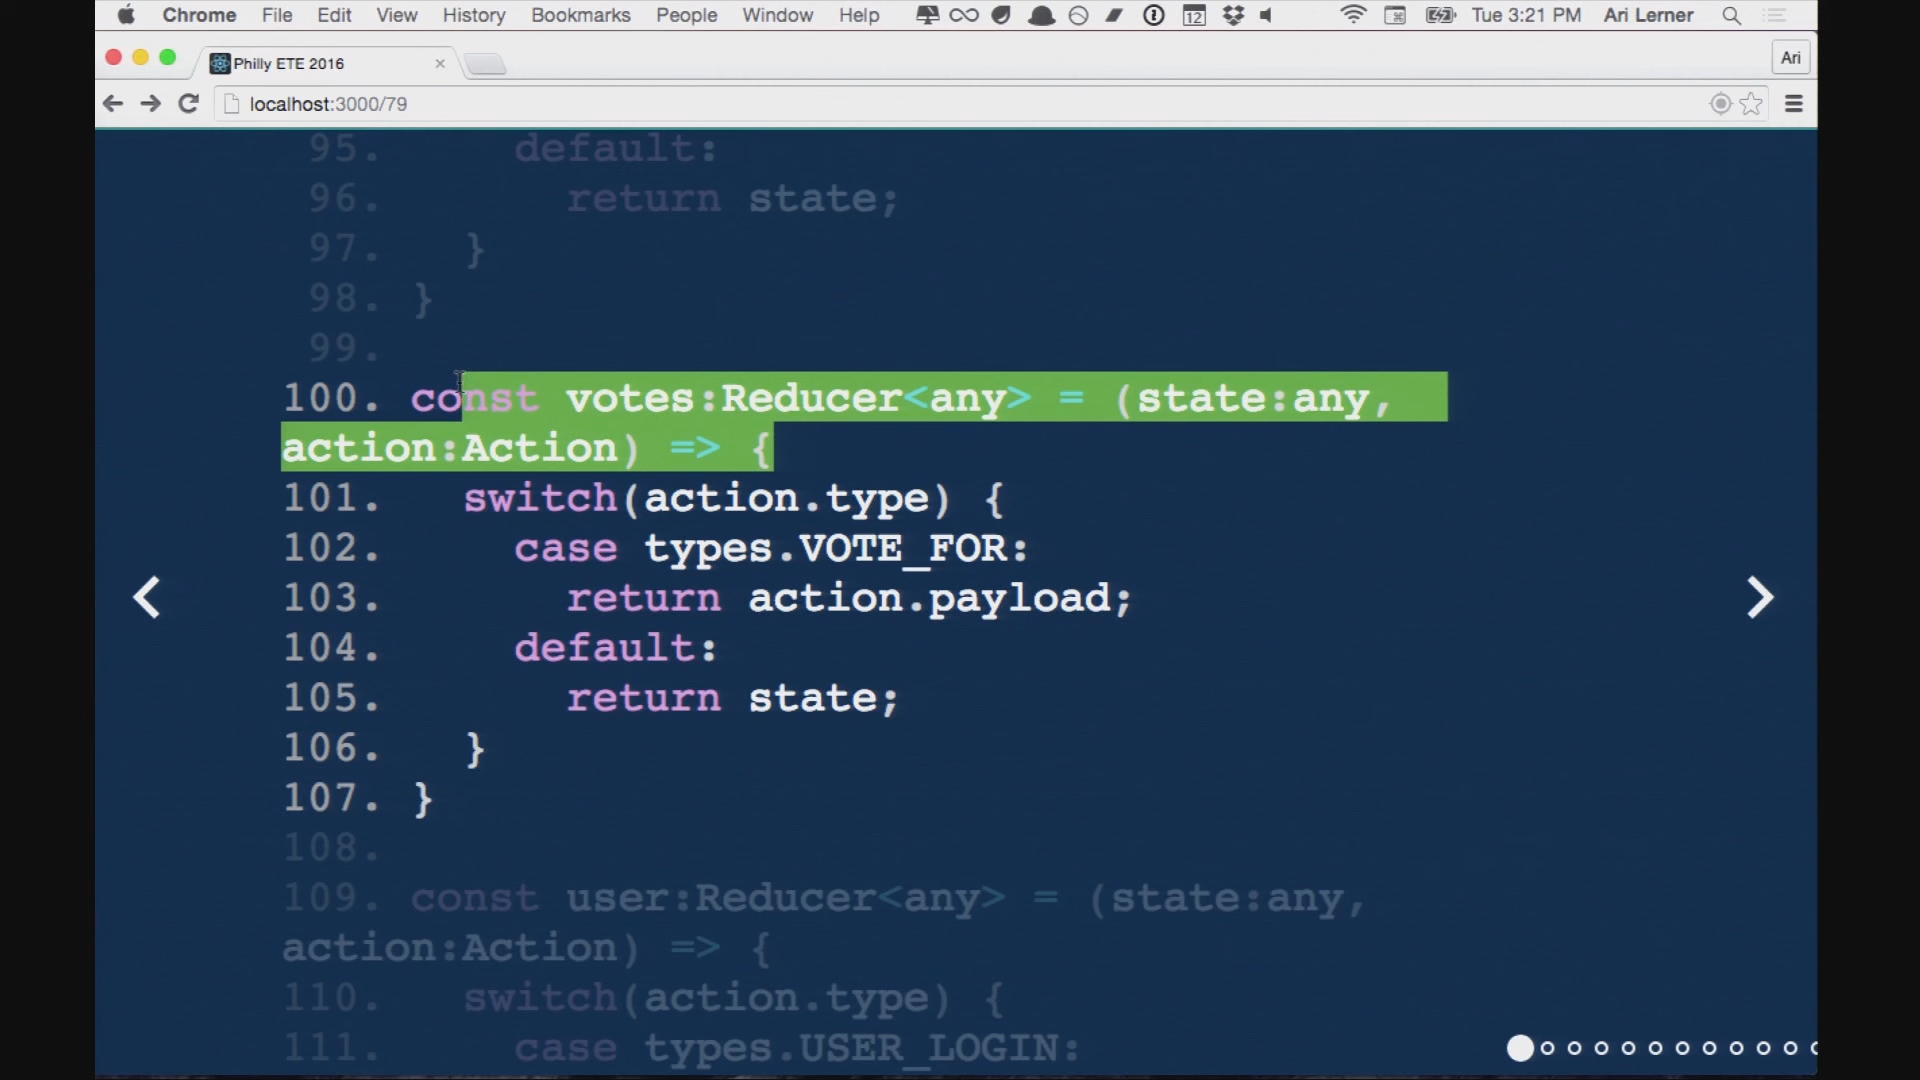 Chrome File Edit View History Bookmarks People Window Help 12 Tue 3:21 PM Ari Lerner
Philly ETE 2016
Ari
localhost:3000/79
95. default:
96. return state;
97. }
98. }
99.
100. const votes:Reducer<any> = (state:any,
action:Action) => {
101. switch(action.type) {
102. case types.VOTE_FOR:
103. return action.payload;
104. default:
105. return state;
106. }
107. }
108.
109. const user:Reducer<any> = (state:any,
action:Action) => {
110. switch(action.type) {
111. case types.USER_LOGIN: